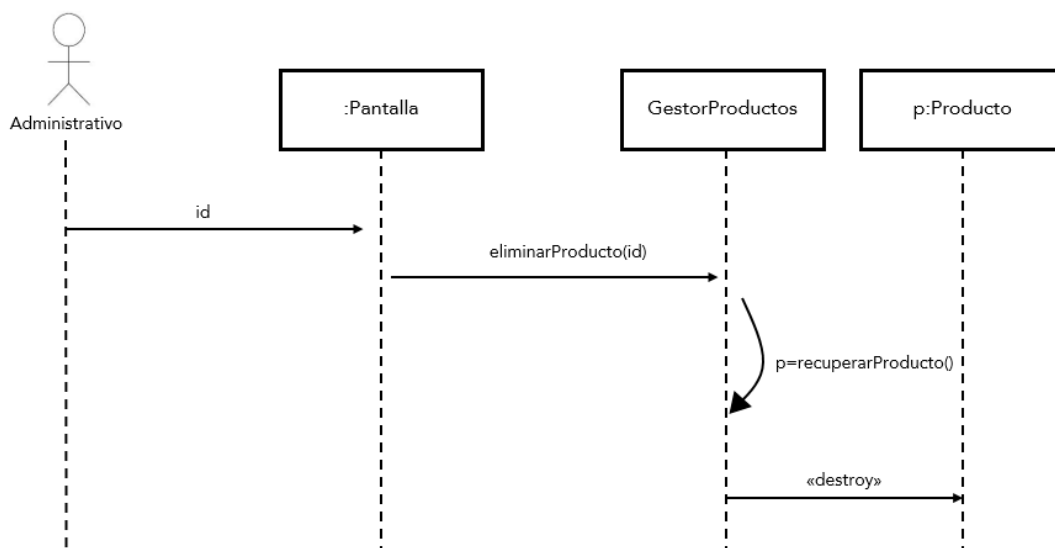 Administrativo
:Pantalla
GestorProductos
p:Producto
id
eliminarProducto(id)
p=recuperarProducto()
«destroy»